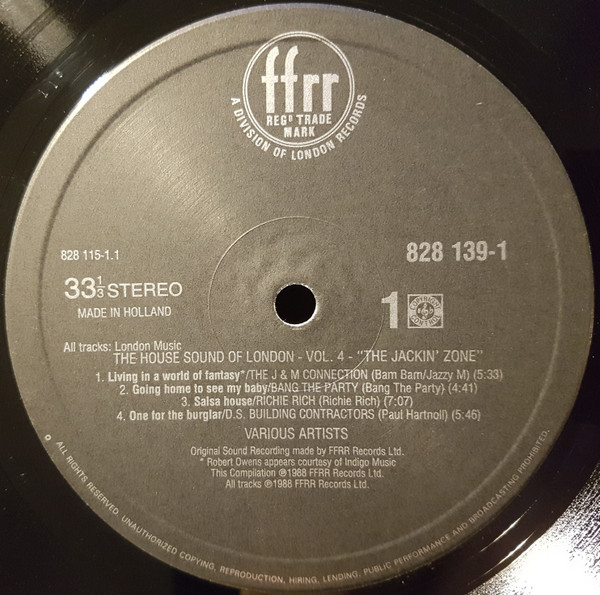 ffrr
REGD TRADE
MARK
A DIVISION OF LONDON RECORDS
828 115-1.1
828 139-1
33 1/3 STEREO
1
MADE IN HOLLAND
All tracks: London Music
THE HOUSE SOUND OF LONDON - VOL. 4 - "THE JACKIN' ZONE"
1. Living in a world of fantasy*/THE J & M CONNECTION (Bam Bam/Jazzy M) (5:33)
2. Going home to see my baby/BANG THE PARTY (Bang The Party) (4:41)
3. Salsa house/RICHIE RICH (Richie Rich) (7:07)
4. One for the burglar/D.S. BUILDING CONTRACTORS (Paul Hartnoll) (5:46)
VARIOUS ARTISTS
Original Sound Recording made by FFRR Records Ltd.
* Robert Owens appears courtesy of Indigo Music
This Compilation ℗1988 FFRR Records Ltd.
All tracks ℗1988 FFRR Records Ltd.
ALL RIGHTS RESERVED. UNAUTHORIZED COPYING, REPRODUCTION, HIRING, LENDING, PUBLIC PERFORMANCE AND BROADCASTING PROHIBITED.